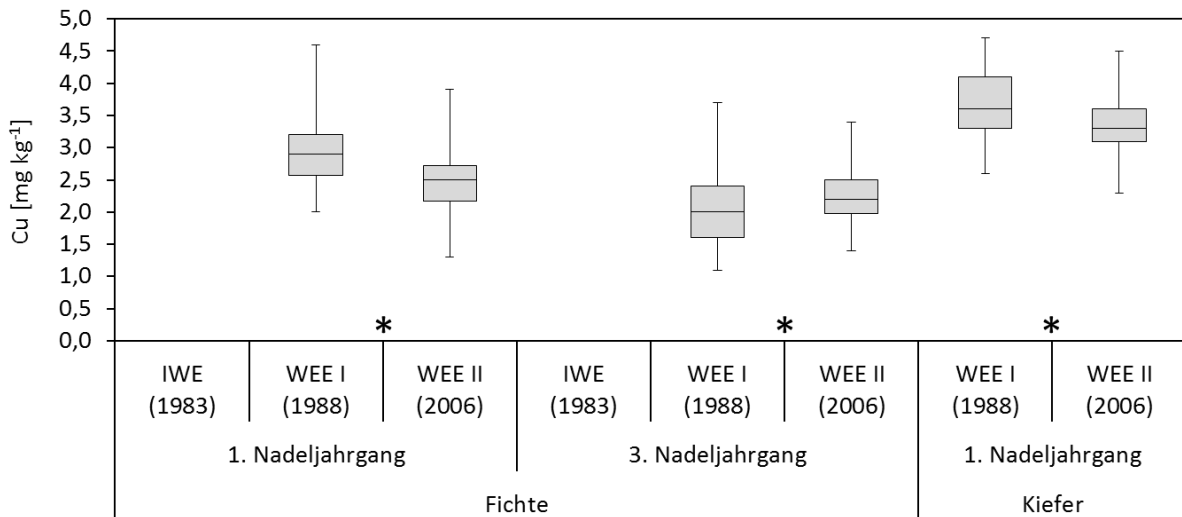 Cu [mg kg⁻¹]
5,0
4,5
4,0
3,5
3,0
2,5
2,0
1,5
1,0
0,5
0,0
* * *
IWE WEE I WEE II IWE WEE I WEE II WEE I WEE II
(1983) (1988) (2006) (1983) (1988) (2006) (1988) (2006)
1. Nadeljahrgang 3. Nadeljahrgang 1. Nadeljahrgang
Fichte Kiefer